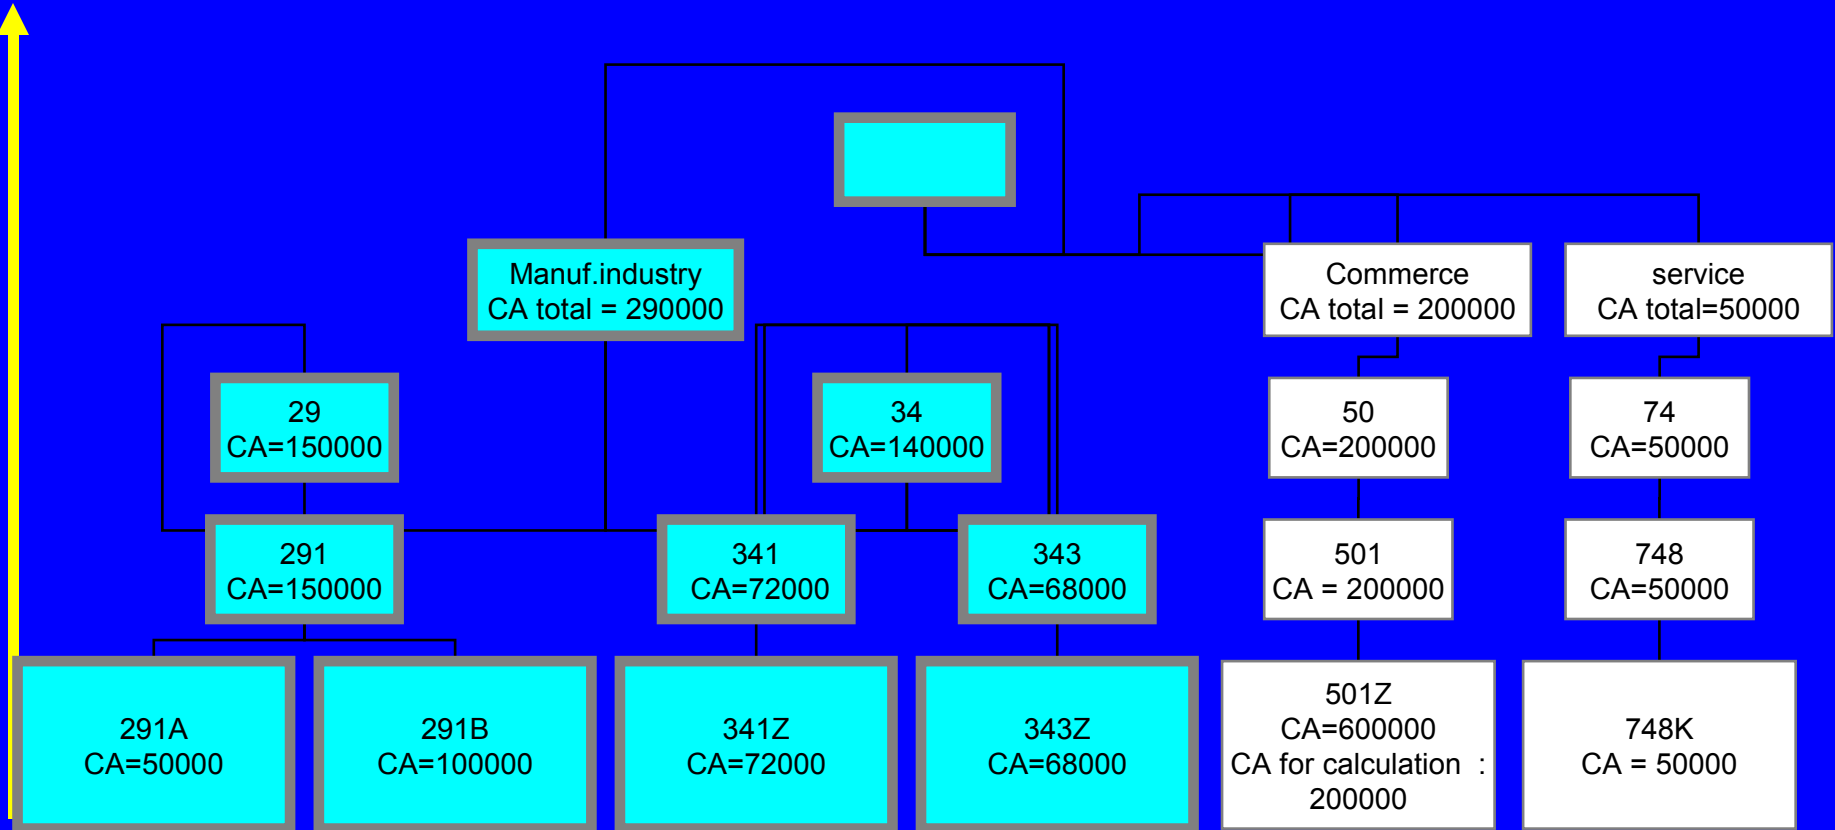 Manuf.industry
CA total = 290000
Commerce
CA total = 200000
service
CA total=50000
29
CA=150000
34
CA=140000
50
CA=200000
74
CA=50000
291
CA=150000
341
CA=72000
343
CA=68000
501
CA = 200000
748
CA=50000
291A
CA=50000
291B
CA=100000
341Z
CA=72000
343Z
CA=68000
501Z
CA=600000
CA for calculation :
200000
748K
CA = 50000